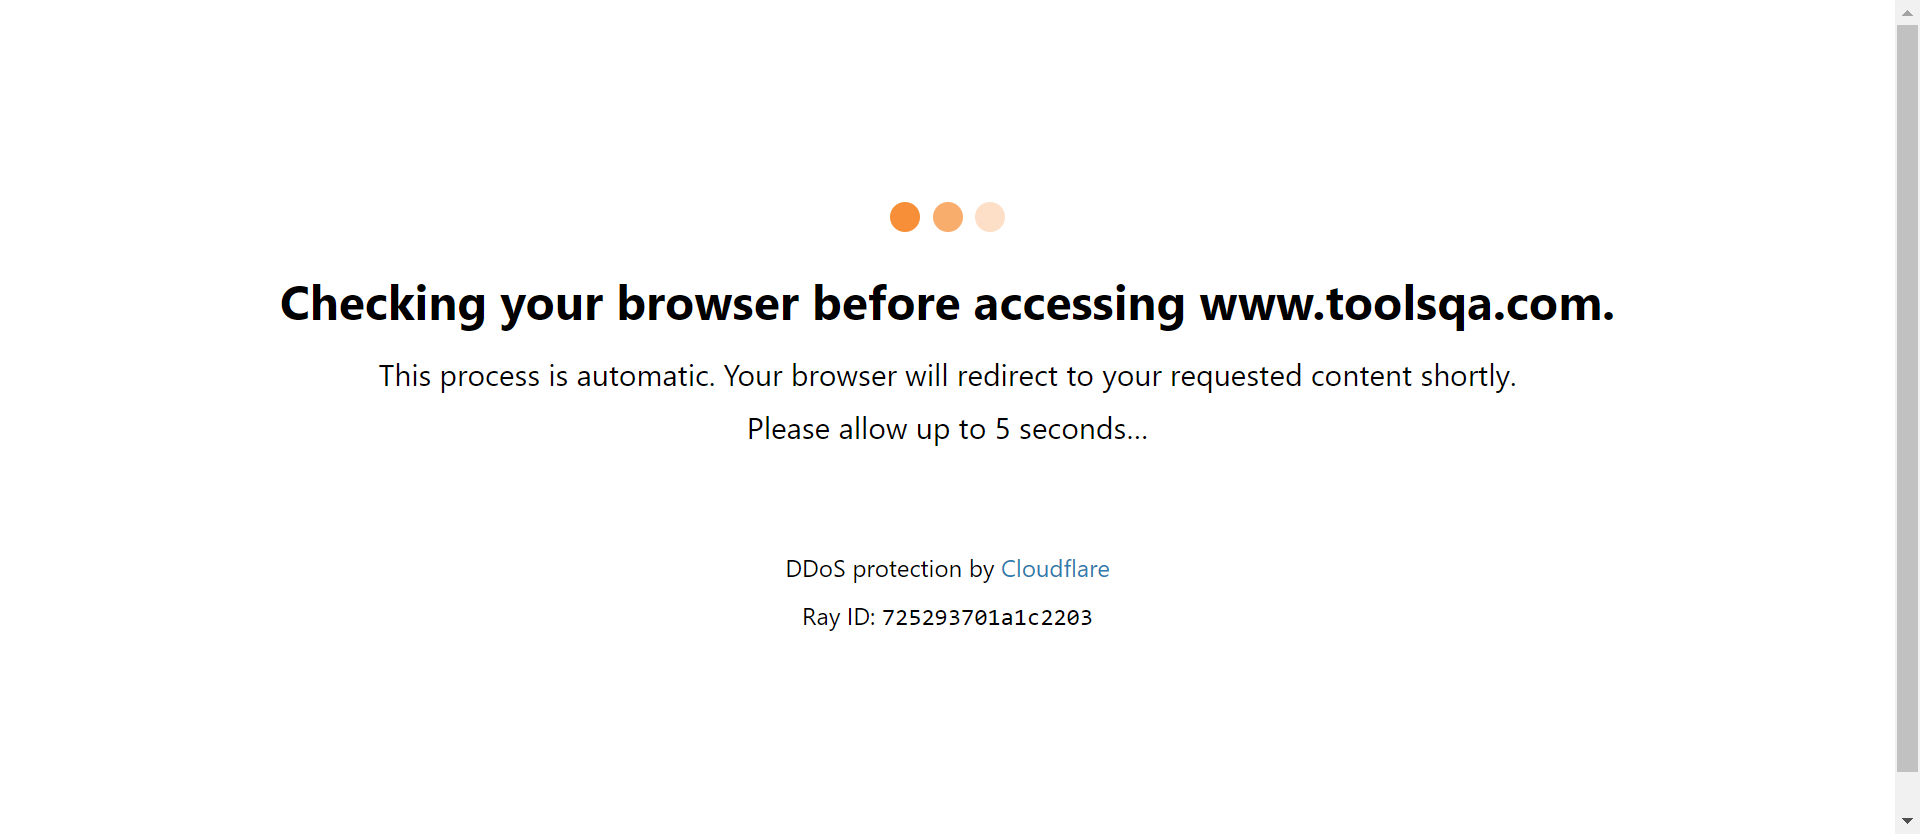 Checking your browser before accessing www.toolsqa.com.
This process is automatic. Your browser will redirect to your requested content shortly.
Please allow up to 5 seconds...
DDoS protection by Cloudflare
Ray ID: 725293701a1c2203